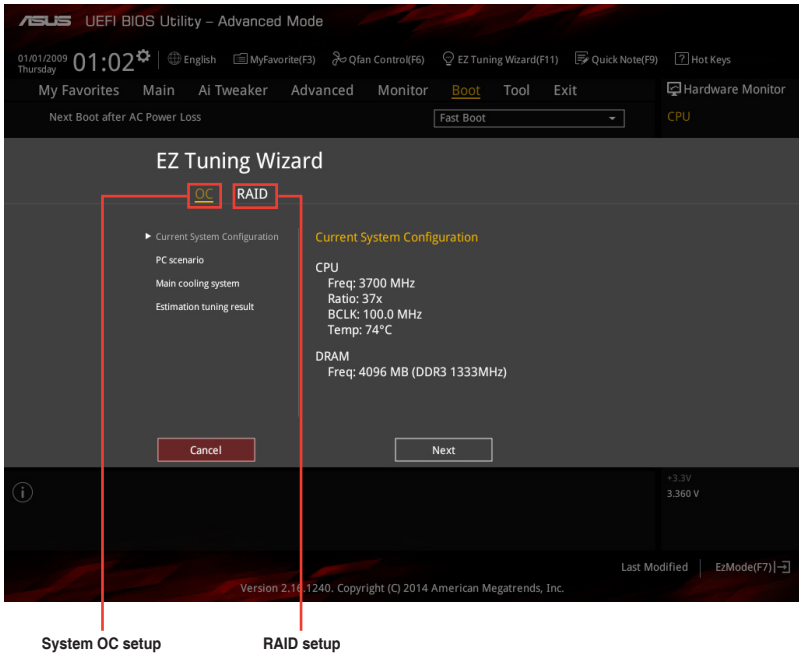 ASUS UEFI BIOS Utility – Advanced Mode
01/01/2009 Thursday 01:02 English MyFavorite(F3) Qfan Control(F6) EZ Tuning Wizard(F11) Quick Note(F9) ? Hot Keys
My Favorites Main Ai Tweaker Advanced Monitor Boot Tool Exit Hardware Monitor
Next Boot after AC Power Loss Fast Boot CPU
EZ Tuning Wizard
OC RAID
Current System Configuration
PC scenario
Main cooling system
Estimation tuning result
Current System Configuration
CPU
Freq: 3700 MHz
Ratio: 37x
BCLK: 100.0 MHz
Temp: 74°C
DRAM
Freq: 4096 MB (DDR3 1333MHz)
Cancel Next
+3.3V
3.360 V
Last Modified EzMode(F7)
Version 2.16.1240. Copyright (C) 2014 American Megatrends, Inc.
System OC setup RAID setup